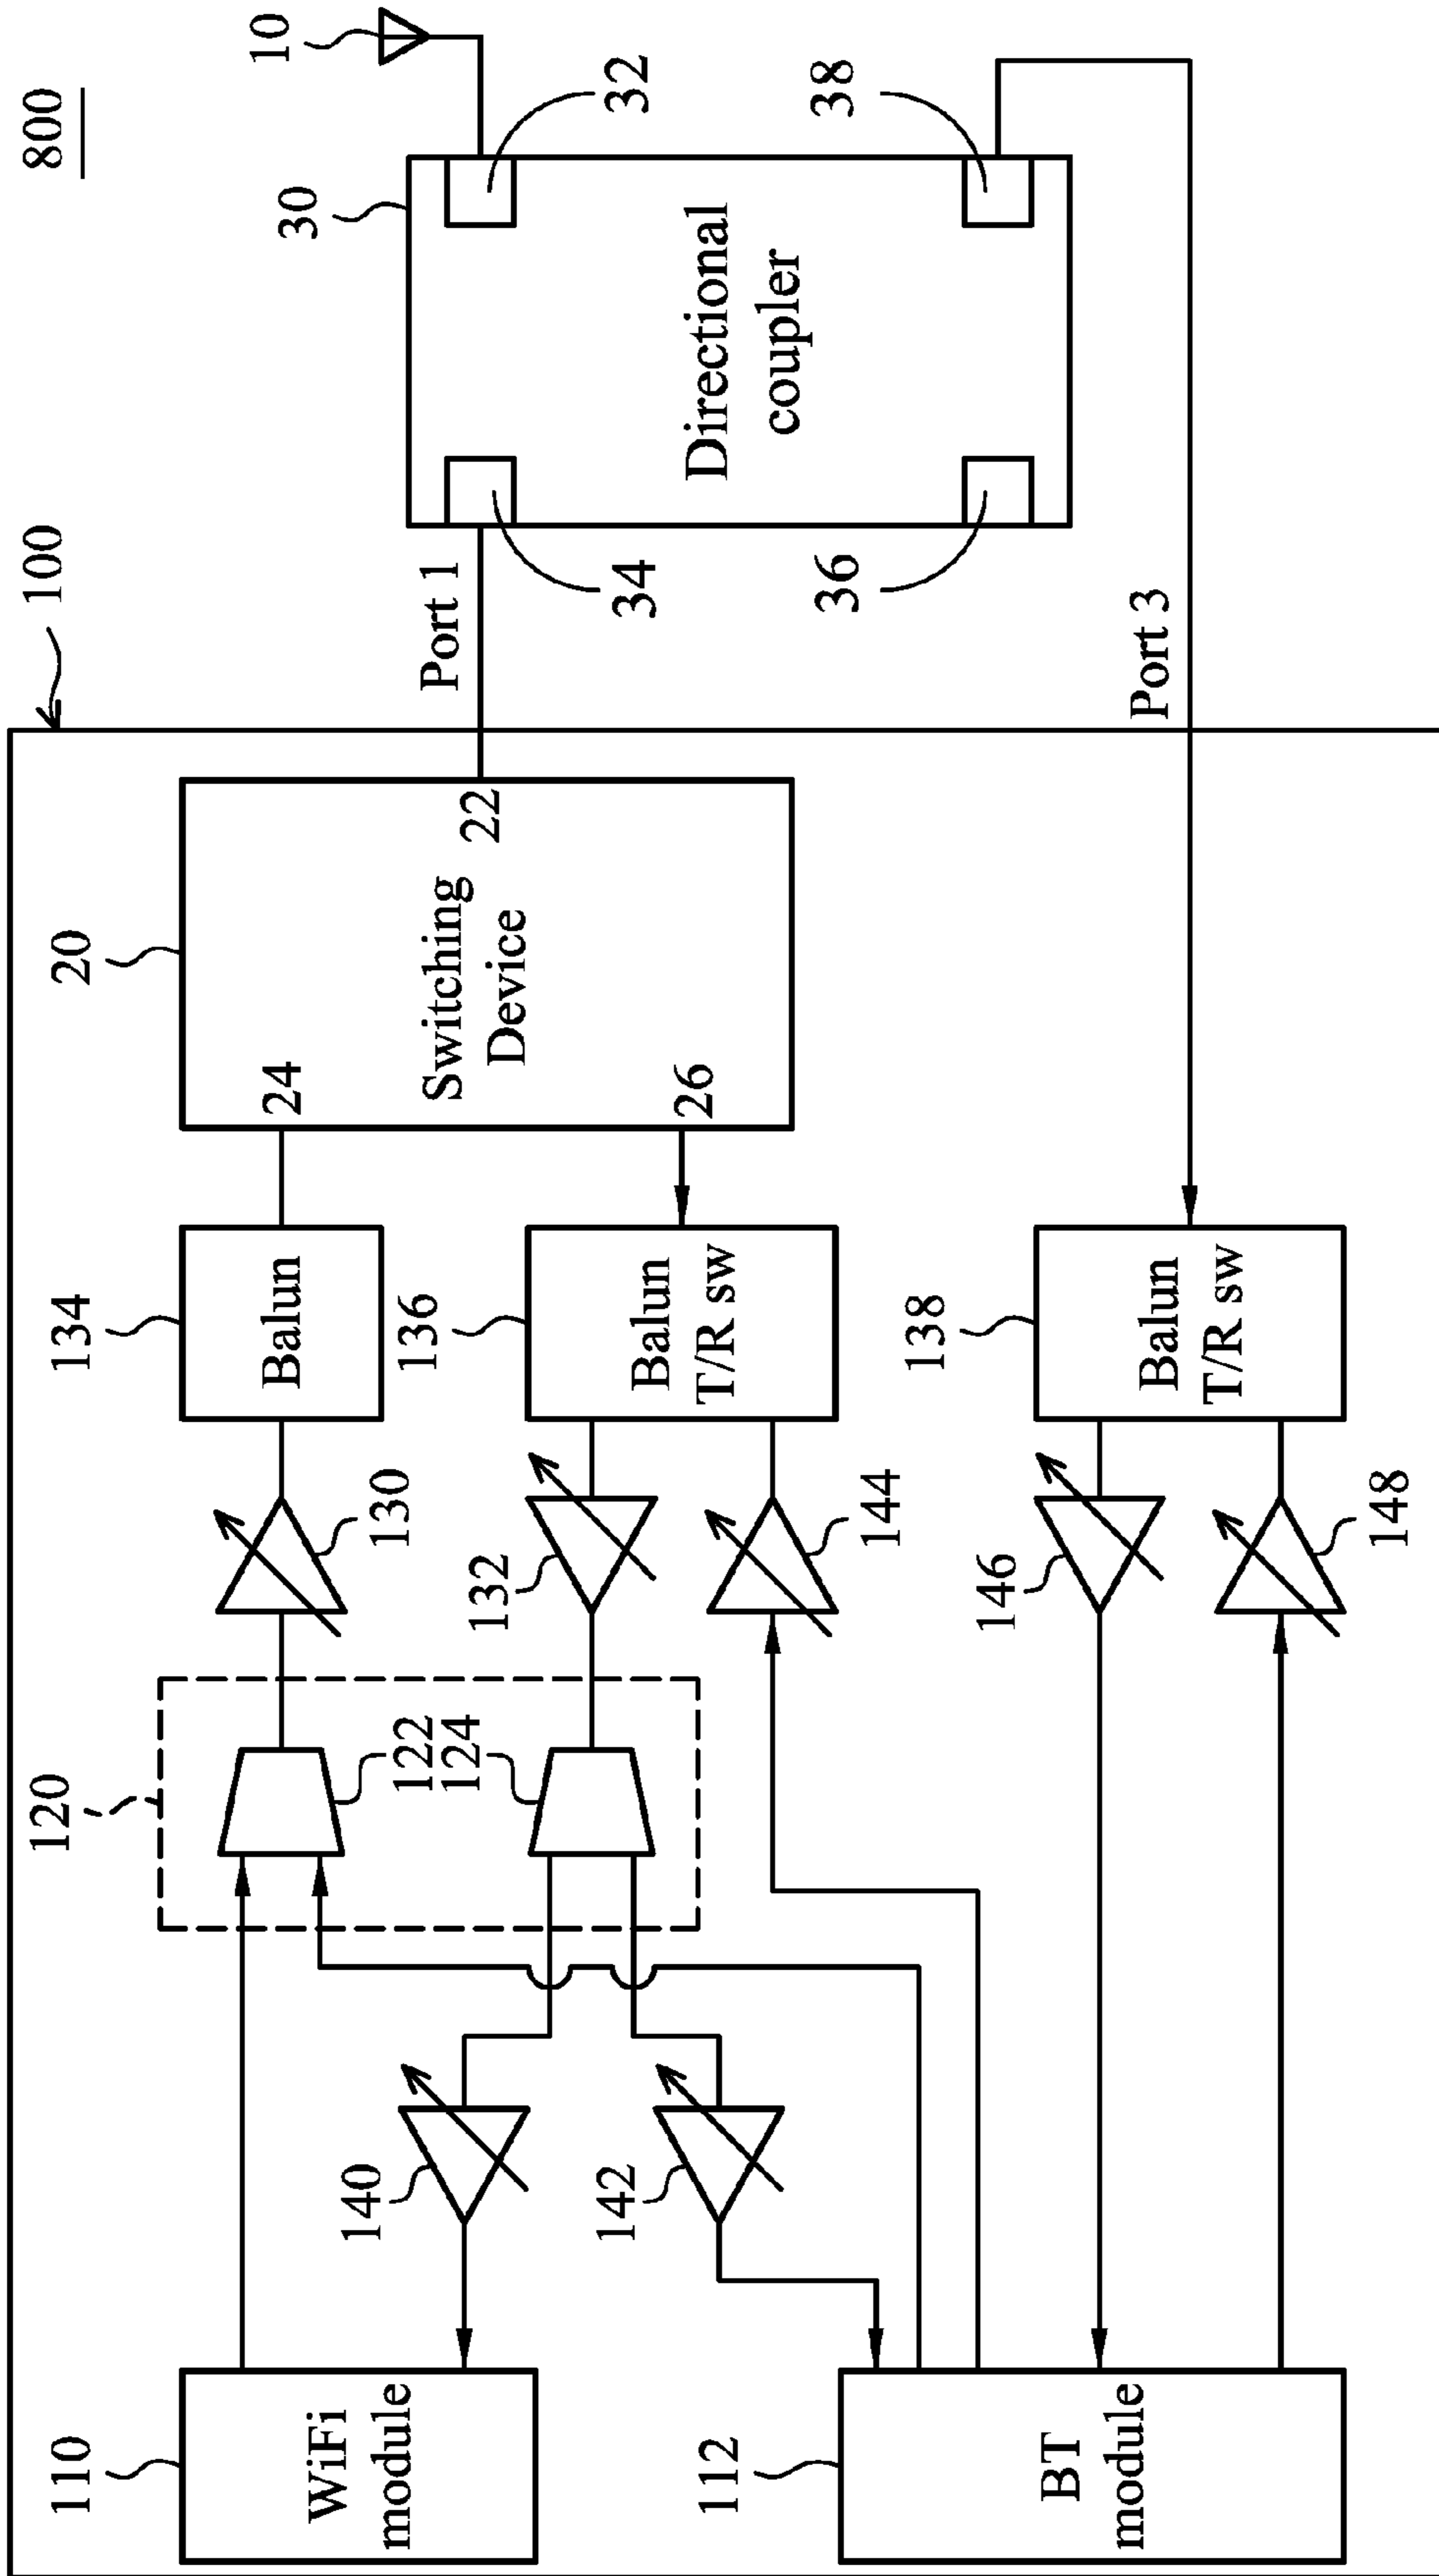 800
100
10
30
32
38
Directional
coupler
34
36
Port 1
Port 3
20
22
Switching
Device
24
26
134
Balun
136
Balun
T/R sw
138
Balun
T/R sw
130
132
144
146
148
120
122
124
140
142
110
WiFi
module
112
BT
module